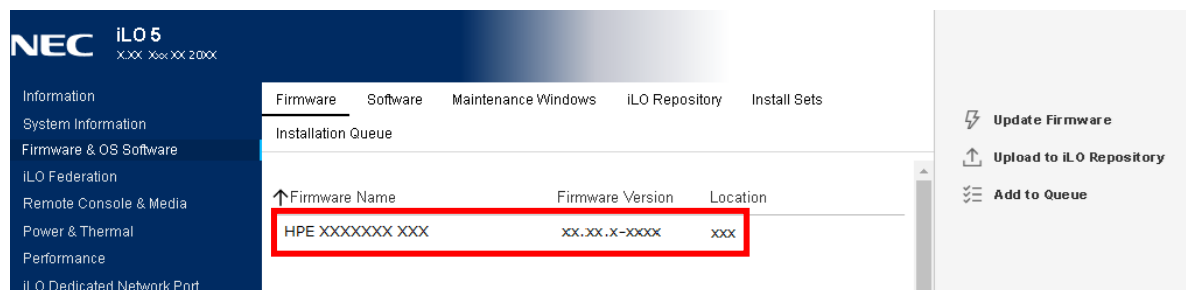 NEC iLO 5
X.XX Xxx XX 20XX
Information
System Information
Firmware & OS Software
iLO Federation
Remote Console & Media
Power & Thermal
Performance
iLO Dedicated Network Port
Firmware Software Maintenance Windows iLO Repository Install Sets
Installation Queue
↑Firmware Name Firmware Version Location
HPE XXXXXXX XXX xx.xx.x-xxxx xxx
Update Firmware
Upload to iLO Repository
Add to Queue